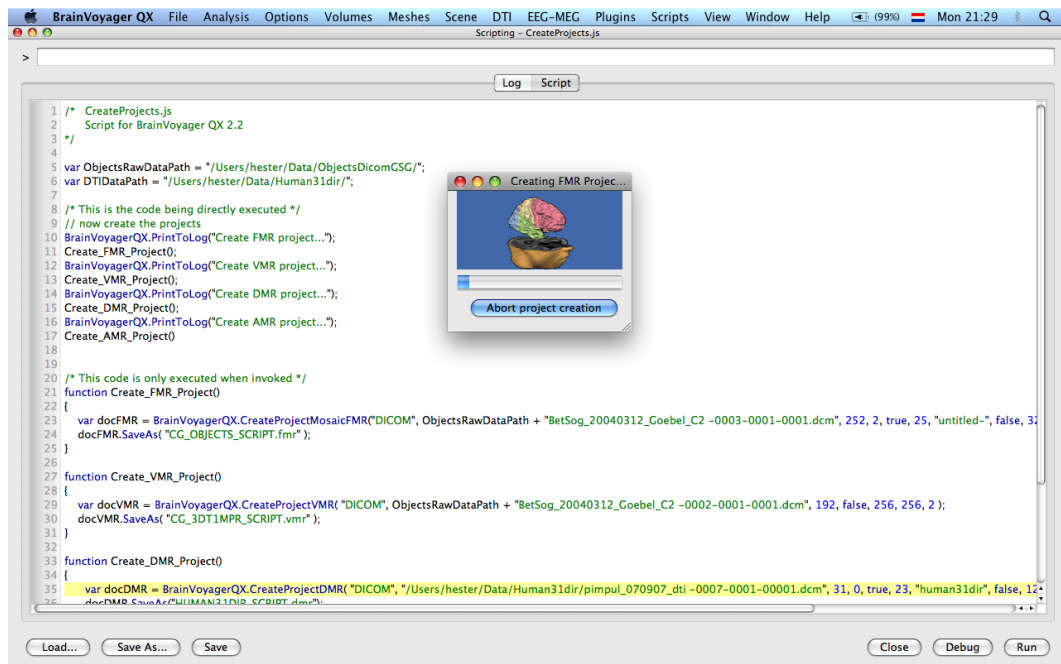 BrainVoyager QX File Analysis Options Volumes Meshes Scene DTI EEG-MEG Plugins Scripts View Window Help (99%) Mon 21:29
Scripting - CreateProjects.js
>
Log Script
1 /* CreateProjects.js
2 Script for BrainVoyager QX 2.2
3 */
4
5 var ObjectsRawDataPath = "/Users/hester/Data/ObjectsDicomGSG/";
6 var DTIDataPath = "/Users/hester/Data/Human31dir/";
7
8 /* This is the code being directly executed */
9 // now create the projects
10 BrainVoyagerQX.PrintToLog("Create FMR project...");
11 Create_FMR_Project();
12 BrainVoyagerQX.PrintToLog("Create VMR project...");
13 Create_VMR_Project();
14 BrainVoyagerQX.PrintToLog("Create DMR project...");
15 Create_DMR_Project();
16 BrainVoyagerQX.PrintToLog("Create AMR project...");
17 Create_AMR_Project()
18
19
20 /* This code is only executed when invoked */
21 function Create_FMR_Project()
22 {
23 var docFMR = BrainVoyagerQX.CreateProjectMosaicFMR("DICOM", ObjectsRawDataPath + "BetSog_20040312_Goebel_C2 -0003-0001-0001.dcm", 252, 2, true, 25, "untitled-", false, 32
24 docFMR.SaveAs( "CG_OBJECTS_SCRIPT.fmr" );
25 }
26
27 function Create_VMR_Project()
28 {
29 var docVMR = BrainVoyagerQX.CreateProjectVMR( "DICOM", ObjectsRawDataPath + "BetSog_20040312_Goebel_C2 -0002-0001-0001.dcm", 192, false, 256, 256, 2 );
30 docVMR.SaveAs( "CG_3DT1MPR_SCRIPT.vmr" );
31 }
32
33 function Create_DMR_Project()
34 {
35 var docDMR = BrainVoyagerQX.CreateProjectDMR( "DICOM", "/Users/hester/Data/Human31dir/pimpul_070907_dti -0007-0001-00001.dcm", 31, 0, true, 23, "human31dir", false, 12
36 docDMR.SaveAs("HUMAN31DIR_SCRIPT.dmr");
Creating FMR Projec...
Abort project creation
Load... Save As... Save Close Debug Run